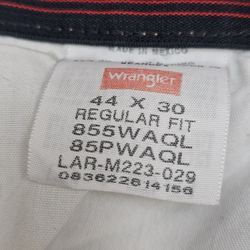 MADE IN MEXICO
Wrangler
44 X 30
REGULAR FIT
855WAQL
85PWAQL
LAR-M223-029
083622614156